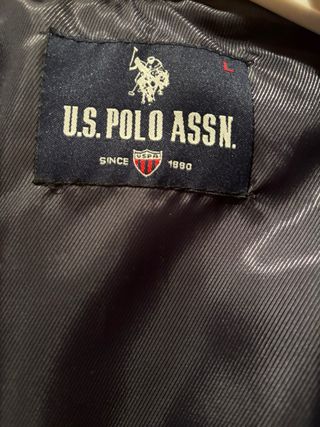 L
U.S. POLO ASSN.
SINCE USPA 1890